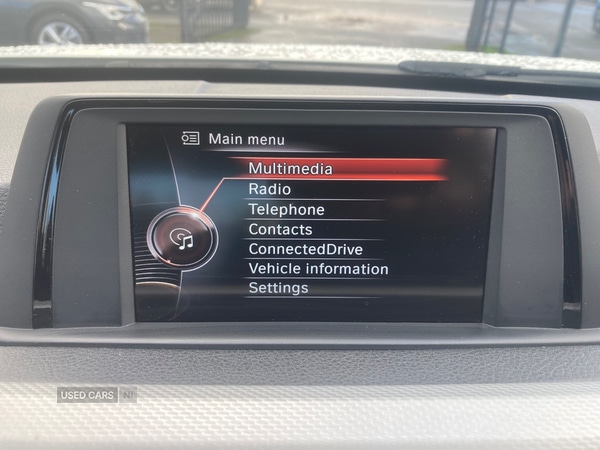 Main menu
Multimedia
Radio
Telephone
Contacts
ConnectedDrive
Vehicle information
Settings
USED CARS NI